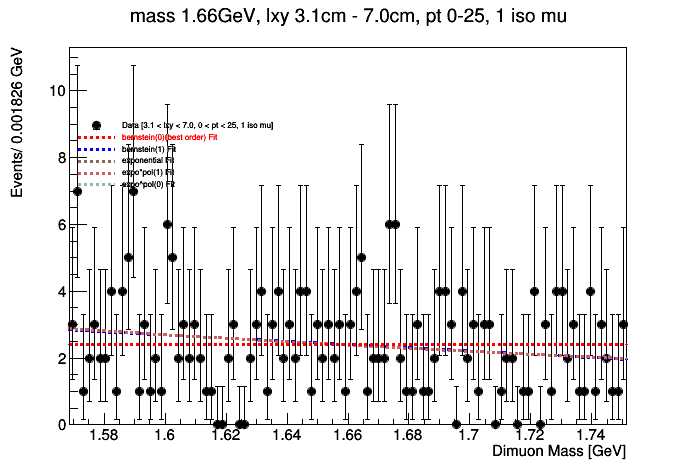 mass 1.66GeV, lxy 3.1cm - 7.0cm, pt 0-25, 1 iso mu
Events/ 0.001826 GeV
10
8
6
4
2
0
Data [3.1 < lxy < 7.0, 0 < pt < 25, 1 iso mu]
bernstein(0)(best order) Fit
bernstein(1) Fit
exponential Fit
expo*pol(1) Fit
expo*pol(0) Fit
1.58 1.6 1.62 1.64 1.66 1.68 1.7 1.72 1.74
Dimuon Mass [GeV]